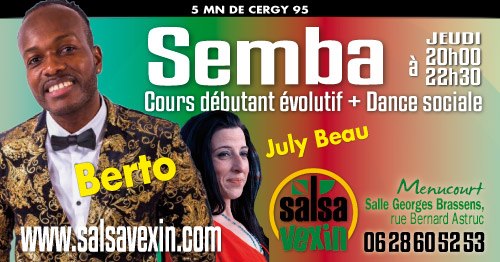 5 MN DE CERGY 95
Semba
à
JEUDI
20h00
22h30
Cours débutant évolutif + Dance sociale
Berto
July Beau
salsa
vexin
Menucourt
Salle Georges Brassens,
rue Bernard Astruc
www.salsavexin.com
06 28 60 52 53